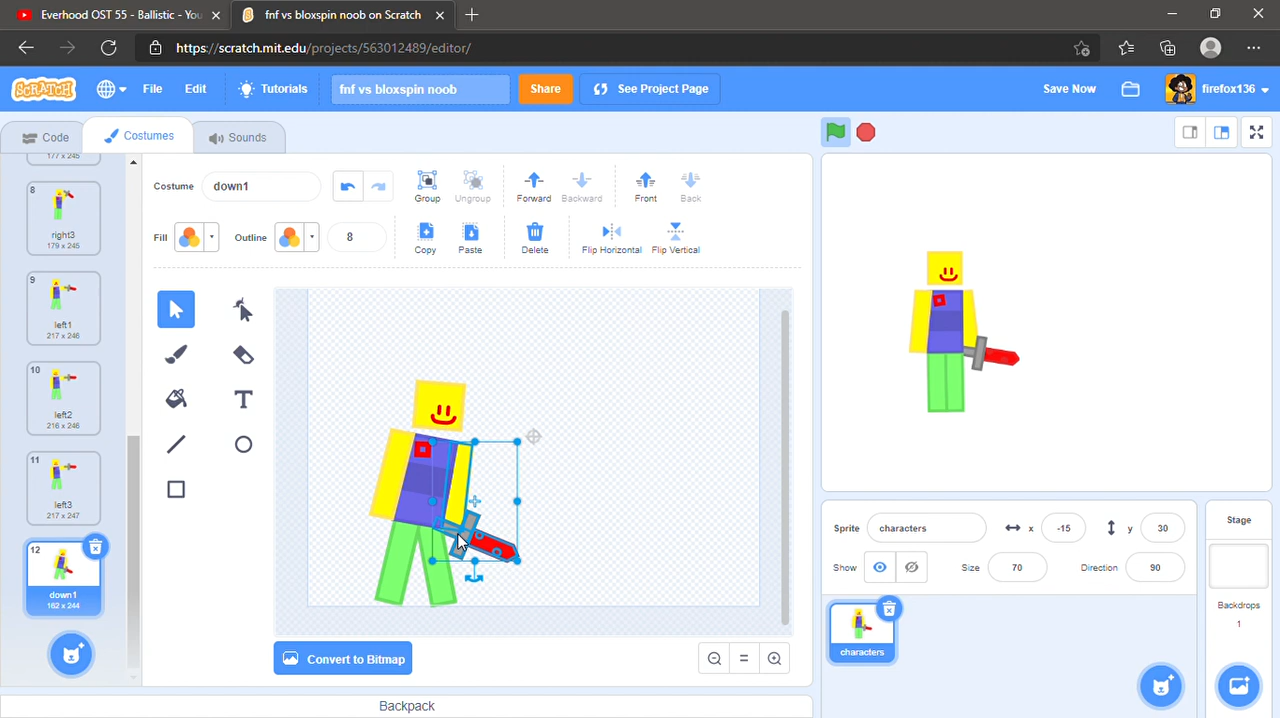 Everhood OST 55 - Ballistic - You
fnf vs bloxspin noob on Scratch
https://scratch.mit.edu/projects/563012489/editor/
SCRATCH
File
Edit
Tutorials
fnf vs bloxspin noob
Share
See Project Page
Save Now
firefox136
Code
Costumes
Sounds
177 x 245
8
right3
179 x 245
9
left1
217 x 246
10
left2
216 x 246
11
left3
217 x 247
12
down1
162 x 244
Costume
down1
Group
Ungroup
Forward
Backward
Front
Back
Fill
Outline
8
Copy
Paste
Delete
Flip Horizontal
Flip Vertical
Convert to Bitmap
Backpack
Sprite
characters
x
-15
y
30
Show
Size
70
Direction
90
characters
Stage
Backdrops
1